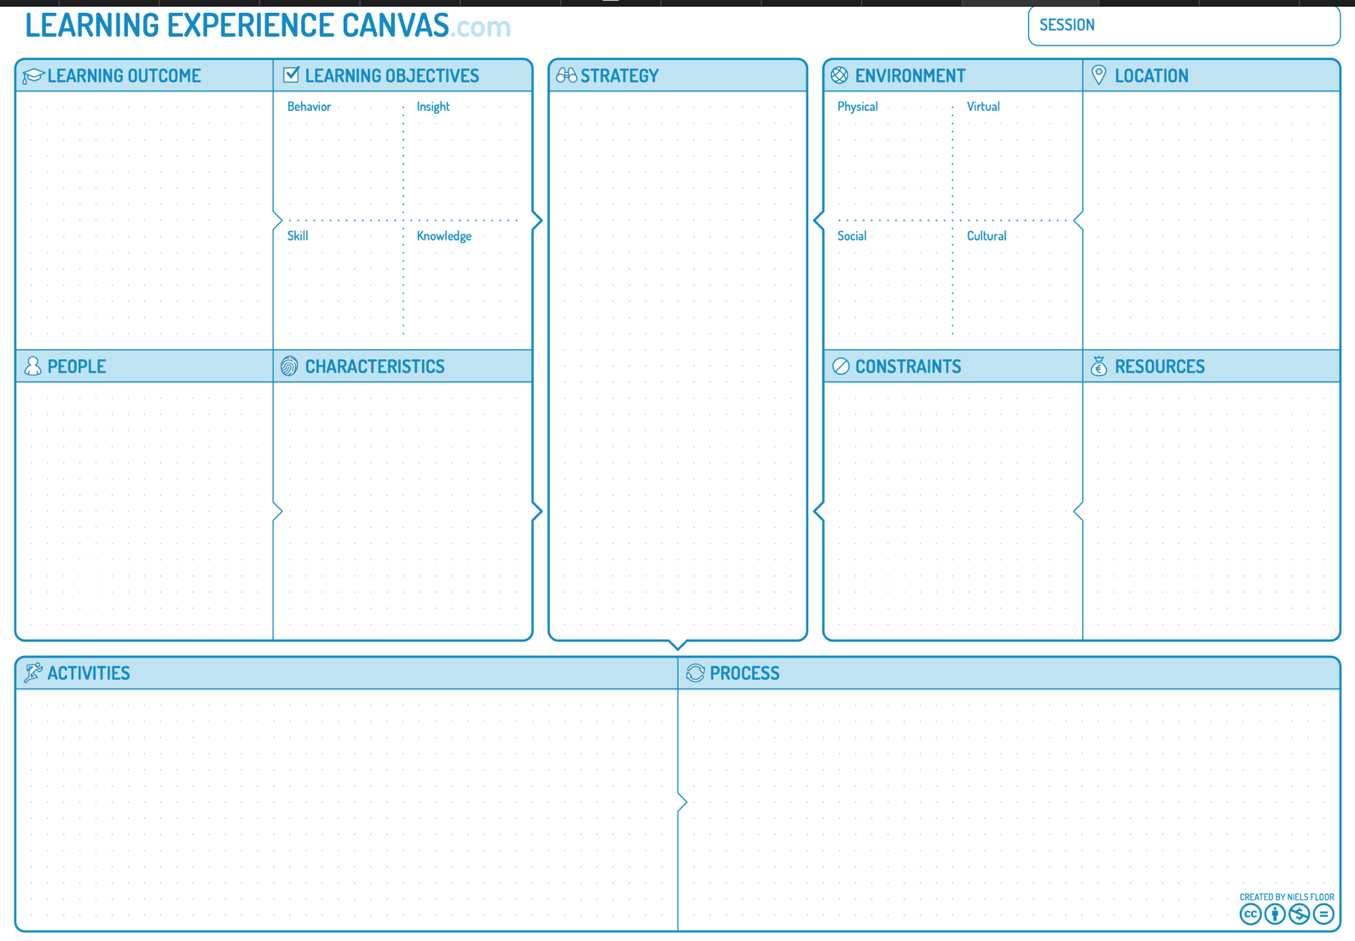 LEARNING EXPERIENCE CANVAS.com
SESSION
LEARNING OUTCOME
LEARNING OBJECTIVES
Behavior
Insight
Skill
Knowledge
STRATEGY
ENVIRONMENT
Physical
Virtual
Social
Cultural
LOCATION
PEOPLE
CHARACTERISTICS
CONSTRAINTS
RESOURCES
€
ACTIVITIES
PROCESS
CREATED BY NIELS FLOOR
cc $ =